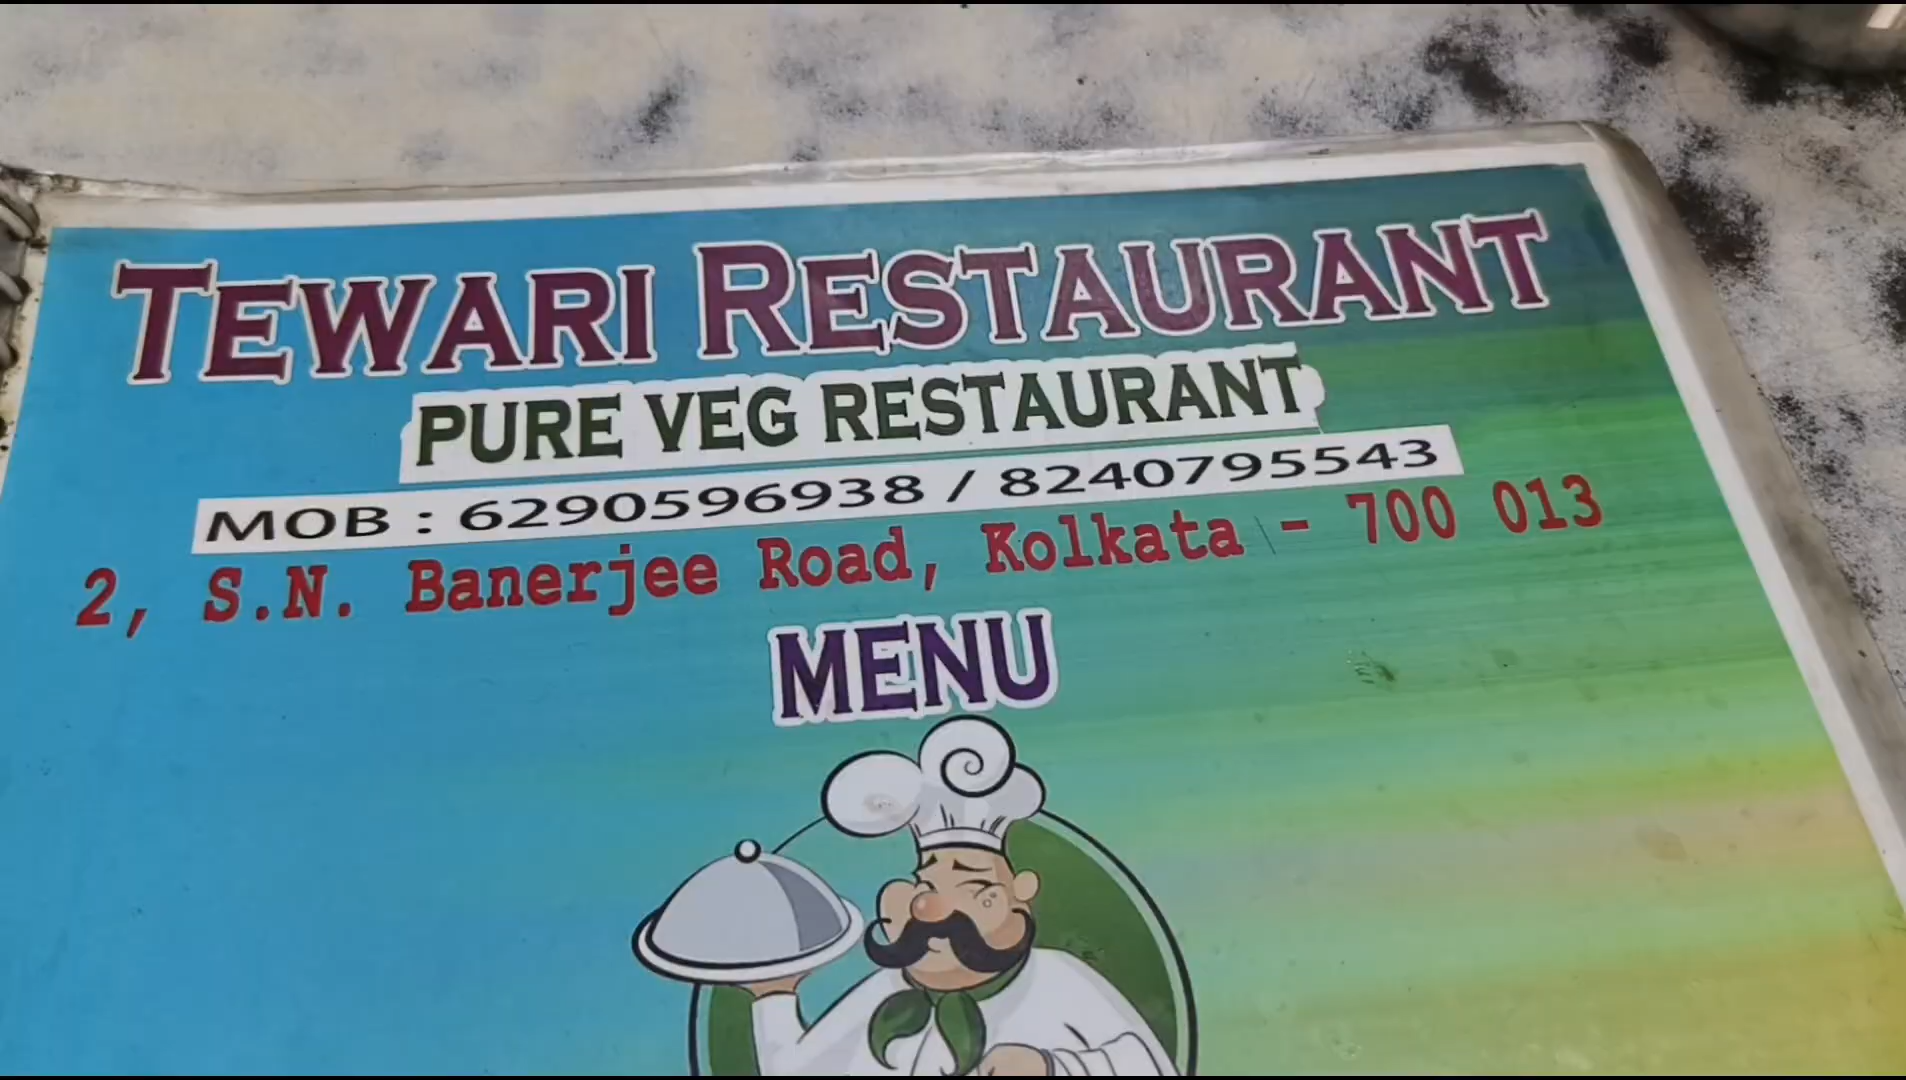 TEWARI RESTAURANT
PURE VEG RESTAURANT
MOB : 6290596938 / 8240795543
2, S.N. Banerjee Road, Kolkata - 700 013
MENU